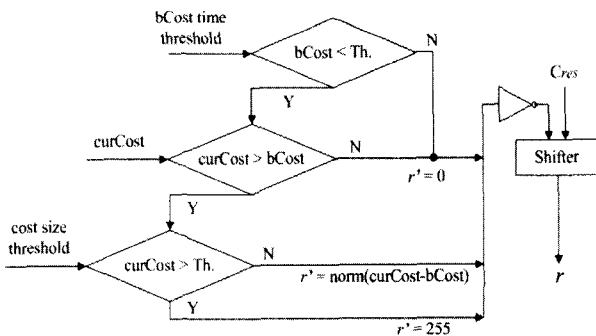 bCost time
threshold
bCost < Th.
N
Y
Cres
curCost
curCost > bCost
N
r' = 0
Shifter
Y
cost size
threshold
curCost > Th.
N
r' = norm(curCost-bCost)
r
Y
r' = 255